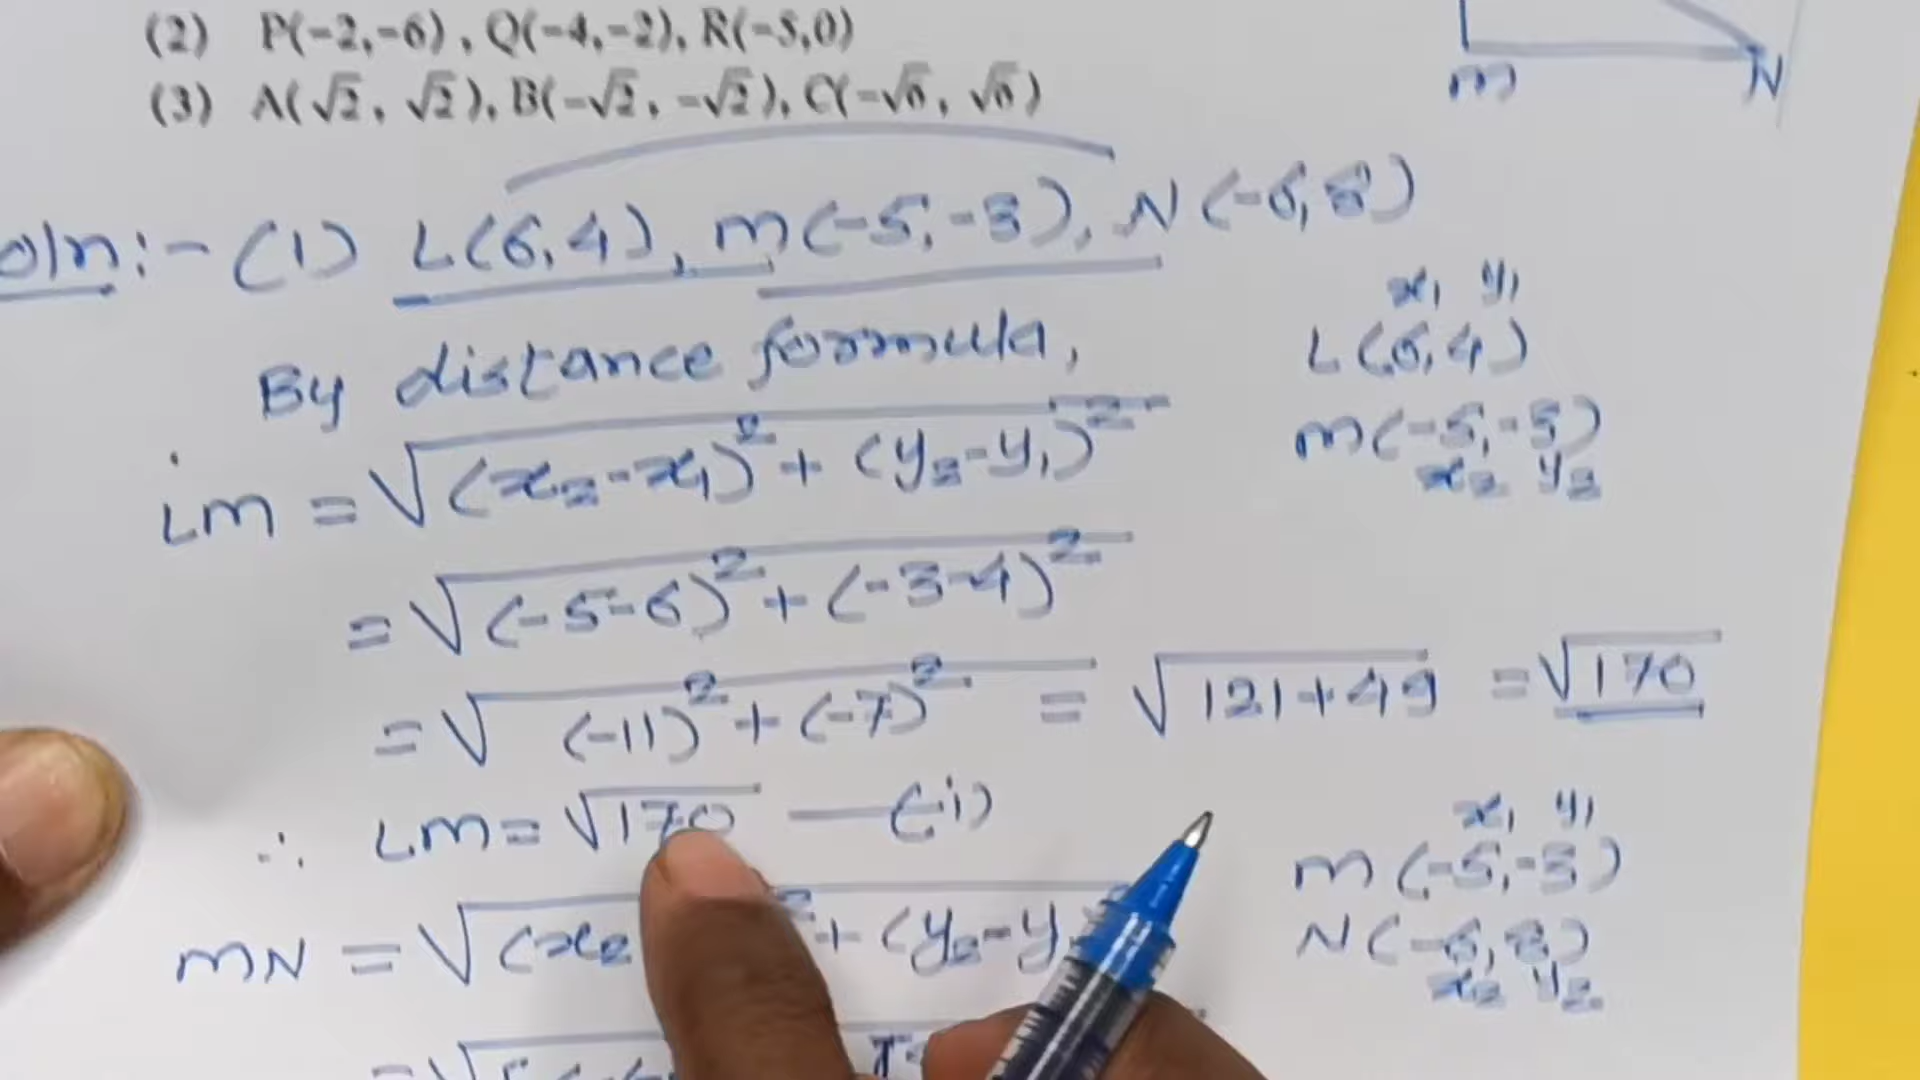 (2) P(-2,-6), Q(-4,-2), R(-5,0)
(3) A(√2, √2), B(-√2, -√2), C(-√6, √6)
m N
oln:- (1) L(6,4), m(-5,-3), N(-6,8)
By distance formula,
x₁ y₁
L(6,4)
m(-5,-3)
x₂ y₂
Lm = √(x₂-x₁)²+(y₂-y₁)²
= √(-5-6)²+(-3-4)²
= √(-11)²+(-7)² = √121+49 = √170
∴ Lm = √170 —(i)
x₁ y₁
m(-5,-3)
N(-6,8)
x₂ y₂
mN = √(x₂ ²+(y₂-y